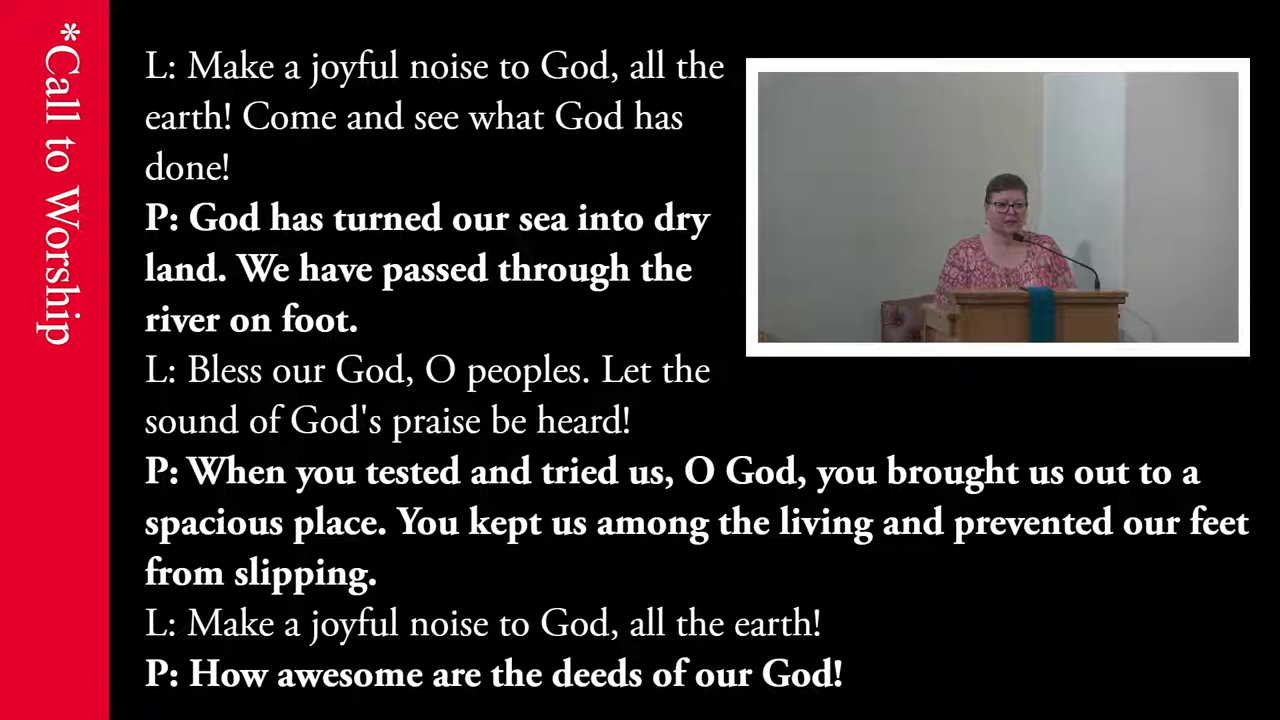 *Call to Worship
L: Make a joyful noise to God, all the
earth! Come and see what God has
done!
P: God has turned our sea into dry
land. We have passed through the
river on foot.
L: Bless our God, O peoples. Let the
sound of God's praise be heard!
P: When you tested and tried us, O God, you brought us out to a
spacious place. You kept us among the living and prevented our feet
from slipping.
L: Make a joyful noise to God, all the earth!
P: How awesome are the deeds of our God!